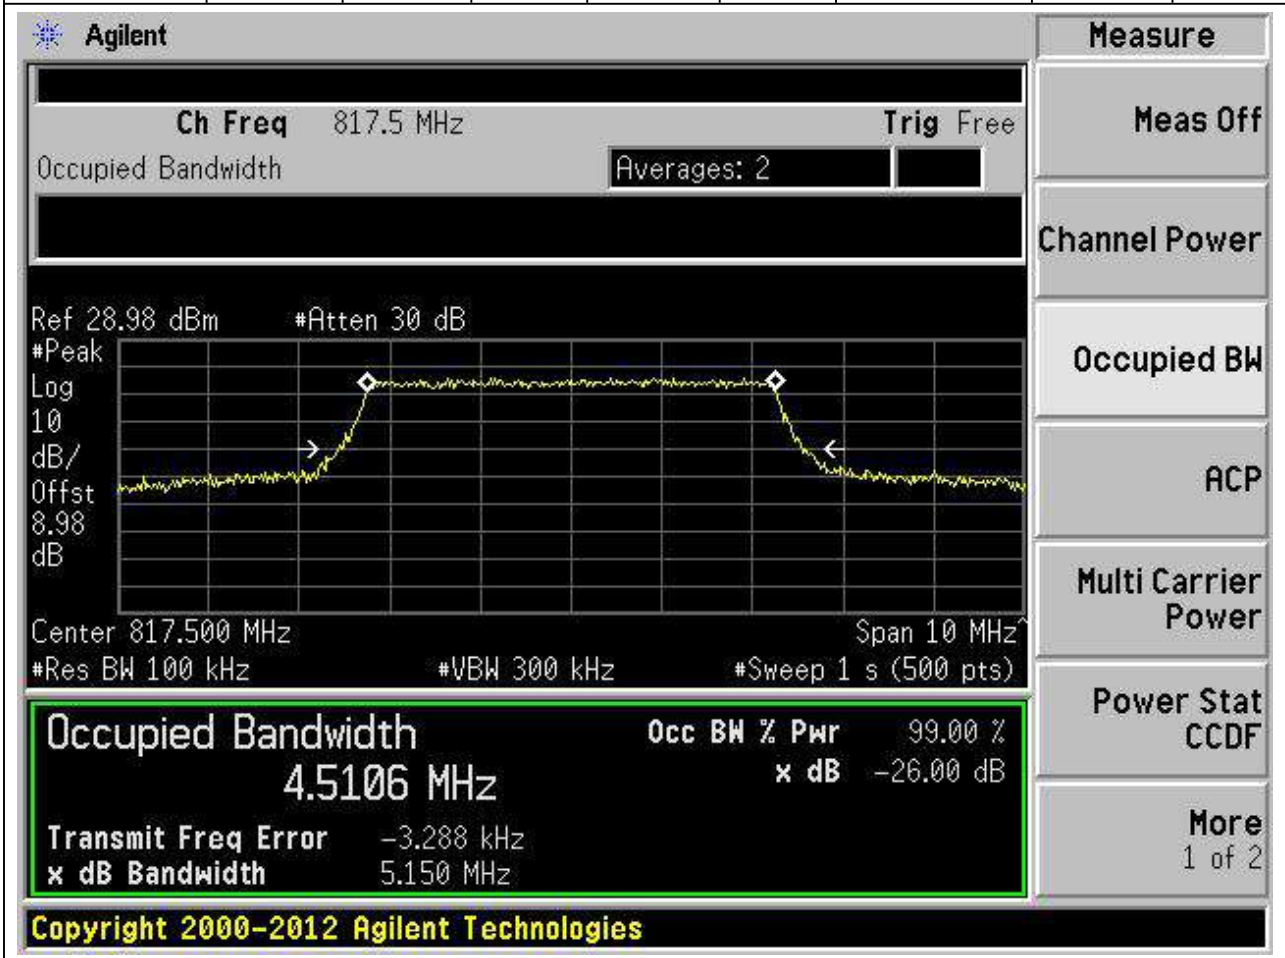 Agilent
Measure
Ch Freq 817.5 MHz Trig Free
Occupied Bandwidth Averages: 2
Meas Off
Channel Power
Occupied BW
ACP
Multi Carrier
Power
Power Stat
CCDF
More
1 of 2
Ref 28.98 dBm #Atten 30 dB
#Peak
Log
10
dB/
Offst
8.98
dB
Center 817.500 MHz Span 10 MHz^
#Res BW 100 kHz #VBW 300 kHz #Sweep 1 s (500 pts)
Occupied Bandwidth Occ BW % Pwr 99.00 %
4.5106 MHz x dB -26.00 dB
Transmit Freq Error -3.288 kHz
x dB Bandwidth 5.150 MHz
Copyright 2000-2012 Agilent Technologies